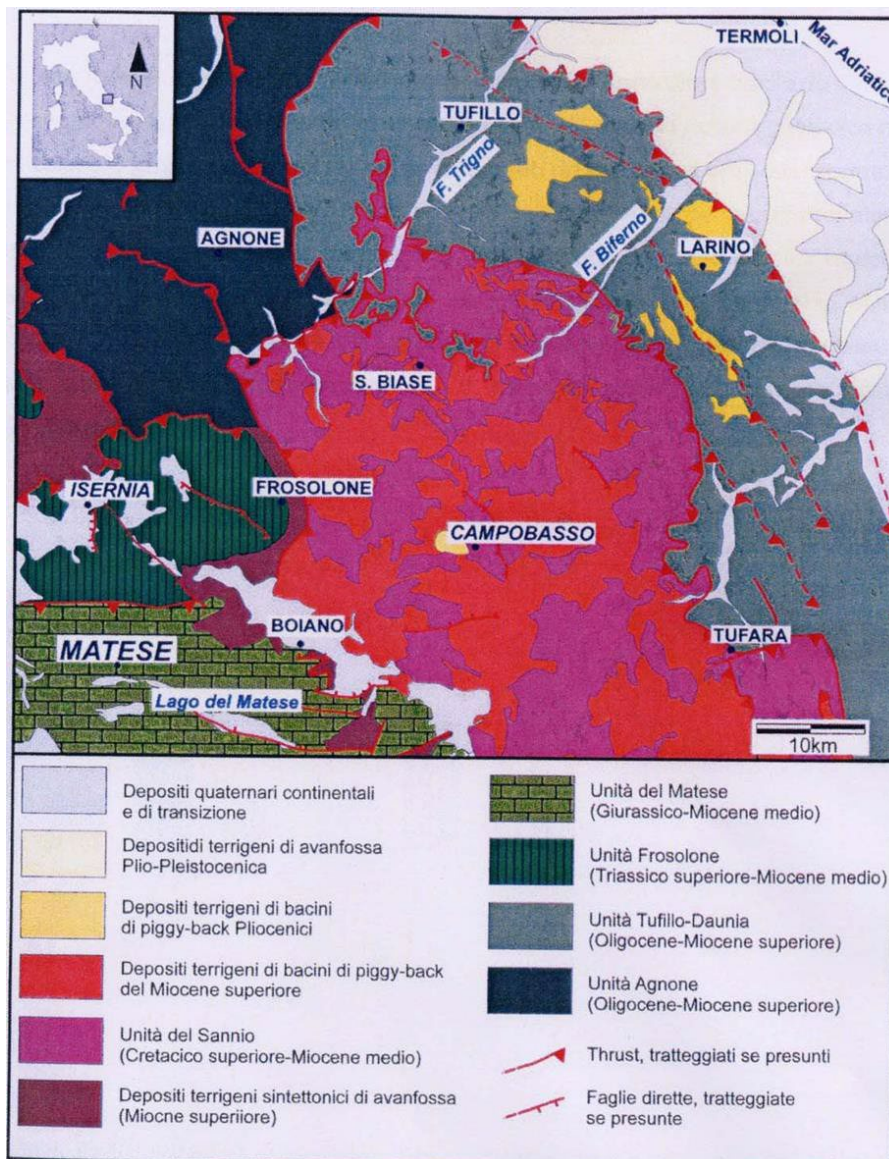 N
TERMOLI
Mar Adriatico
TUFILLO
F. Trigno
AGNONE
F. Biferno
LARINO
S. BIASE
ISERNIA
FROSOLONE
CAMPOBASSO
BOIANO
TUFARA
MATESE
Lago del Matese
10km
Depositi quaternari continentali
e di transizione
Depositidi terrigeni di avanfossa
Plio-Pleistocenica
Depositi terrigeni di bacini
di piggy-back Pliocenici
Depositi terrigeni di bacini di piggy-back
del Miocene superiore
Unità del Sannio
(Cretacico superiore-Miocene medio)
Depositi terrigeni sintettonici di avanfossa
(Miocne superiiore)
Unità del Matese
(Giurassico-Miocene medio)
Unità Frosolone
(Triassico superiore-Miocene medio)
Unità Tufillo-Daunia
(Oligocene-Miocene superiore)
Unità Agnone
(Oligocene-Miocene superiore)
Thrust, tratteggiati se presunti
Faglie dirette, tratteggiate
se presunte